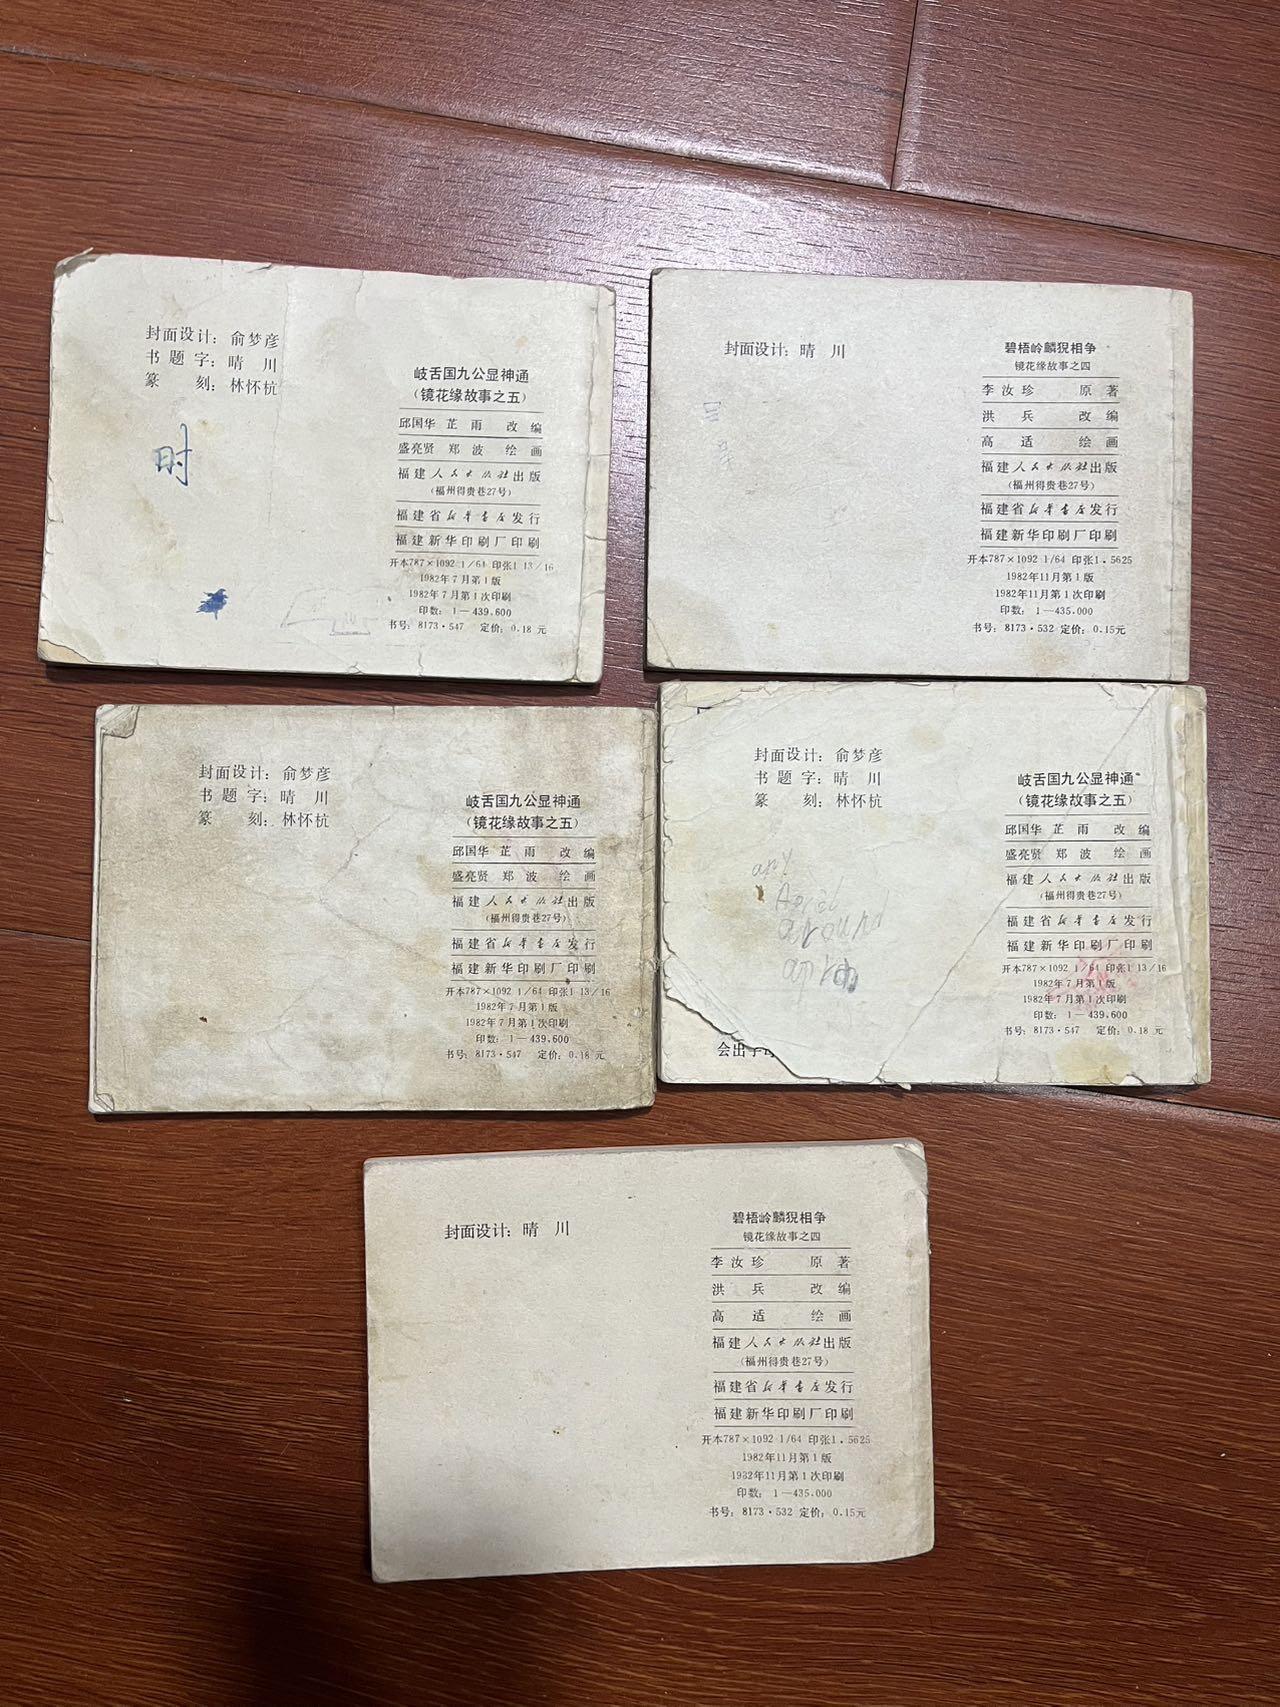 封面设计：俞梦彦
书题字：晴川
篆刻：林怀杭
时
岐舌国九公显神通
（镜花缘故事之五）
邱国华 芷雨 改编
盛亮贤 郑波 绘画
福建人民出版社出版
（福州得贵巷27号）
福建省新华书店发行
福建新华印刷厂印刷
开本787×1092 1/64 印张1 13/16
1982年7月第1版
1982年7月第1次印刷
印数：1—439,600
书号：8173·547 定价：0.18元
封面设计：晴川
碧梧岭麟猊相争
镜花缘故事之四
李汝珍 原著
洪兵 改编
高适 绘画
福建人民出版社出版
（福州得贵巷27号）
福建省新华书店发行
福建新华印刷厂印刷
开本787×1092 1/64 印张1.5625
1982年11月第1版
1982年11月第1次印刷
印数：1—435,000
书号：8173·532 定价：0.15元
封面设计：俞梦彦
书题字：晴川
篆刻：林怀杭
岐舌国九公显神通
（镜花缘故事之五）
邱国华 芷雨 改编
盛亮贤 郑波 绘画
福建人民出版社出版
（福州得贵巷27号）
福建省新华书店发行
福建新华印刷厂印刷
开本787×1092 1/64 印张1 13/16
1982年7月第1版
1982年7月第1次印刷
印数：1—439,600
书号：8173·547 定价：0.18元
封面设计：俞梦彦
书题字：晴川
篆刻：林怀杭
any
around
会出
岐舌国九公显神通
（镜花缘故事之五）
邱国华 芷雨 改编
盛亮贤 郑波 绘画
福建人民出版社出版
（福州得贵巷27号）
福建省新华书店发行
福建新华印刷厂印刷
开本787×1092 1/64 印张1 13/16
1982年7月第1版
1982年7月第1次印刷
印数：1—439,600
书号：8173·547 定价：0.18元
封面设计：晴川
碧梧岭麟猊相争
镜花缘故事之四
李汝珍 原著
洪兵 改编
高适 绘画
福建人民出版社出版
（福州得贵巷27号）
福建省新华书店发行
福建新华印刷厂印刷
开本787×1092 1/64 印张1.5625
1982年11月第1版
1982年11月第1次印刷
印数：1—435,000
书号：8173·532 定价：0.15元